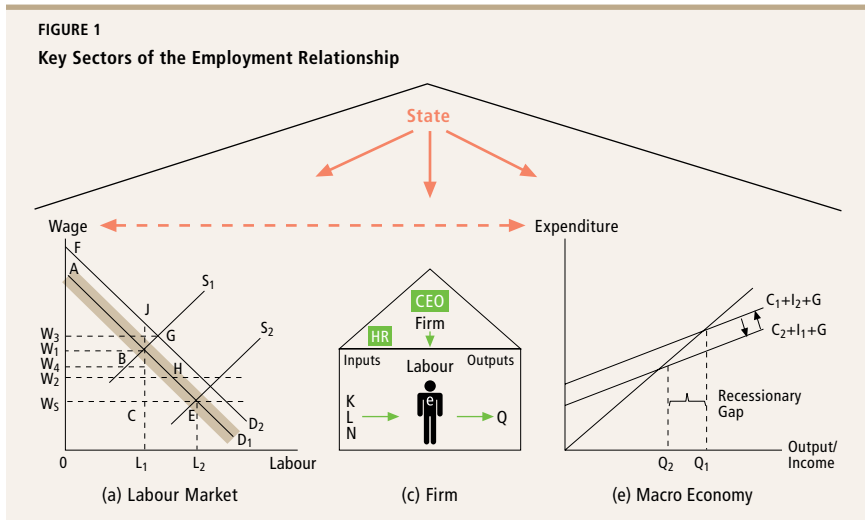 FIGURE 1
Key Sectors of the Employment Relationship
State
Wage
F
A
J
S1
G
S2
W3
W1
B
W4
H
W2
WS
C
E
D2
D1
0
L1
L2
Labour
(a) Labour Market
CEO
Firm
HR
Inputs
Labour
Outputs
K
L
N
e
Q
(c) Firm
Expenditure
C1+I2+G
C2+I1+G
Recessionary
Gap
Output/
Income
Q2
Q1
(e) Macro Economy